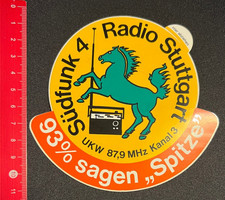 Südfunk 4 Radio Stuttgart
UKW 87,9 MHz Kanal 3
93% sagen „Spitze"